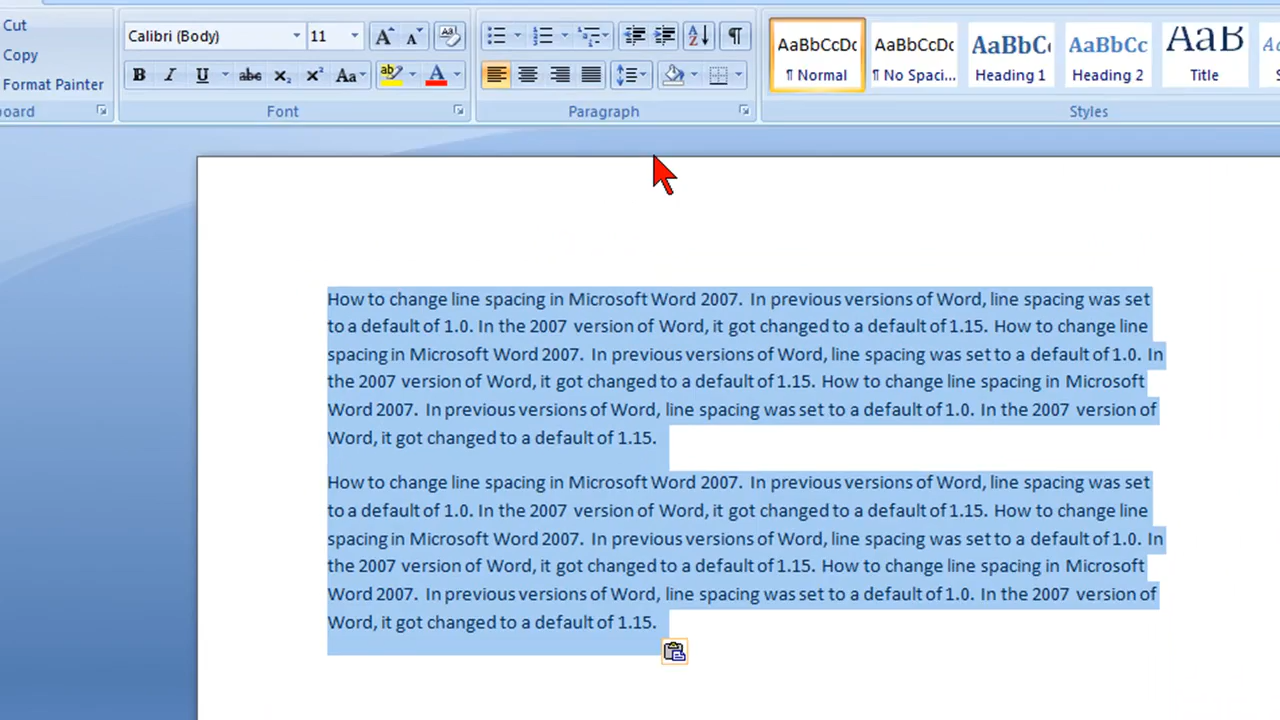 Cut
Calibri (Body) 11
Copy
Format Painter
AaBbCcDc AaBbCcDc AaBbC AaBbCc AaB
¶ Normal ¶ No Spaci... Heading 1 Heading 2 Title
oard Font Paragraph Styles
How to change line spacing in Microsoft Word 2007. In previous versions of Word, line spacing was set
to a default of 1.0. In the 2007 version of Word, it got changed to a default of 1.15. How to change line
spacing in Microsoft Word 2007. In previous versions of Word, line spacing was set to a default of 1.0. In
the 2007 version of Word, it got changed to a default of 1.15. How to change line spacing in Microsoft
Word 2007. In previous versions of Word, line spacing was set to a default of 1.0. In the 2007 version of
Word, it got changed to a default of 1.15.
How to change line spacing in Microsoft Word 2007. In previous versions of Word, line spacing was set
to a default of 1.0. In the 2007 version of Word, it got changed to a default of 1.15. How to change line
spacing in Microsoft Word 2007. In previous versions of Word, line spacing was set to a default of 1.0. In
the 2007 version of Word, it got changed to a default of 1.15. How to change line spacing in Microsoft
Word 2007. In previous versions of Word, line spacing was set to a default of 1.0. In the 2007 version of
Word, it got changed to a default of 1.15.